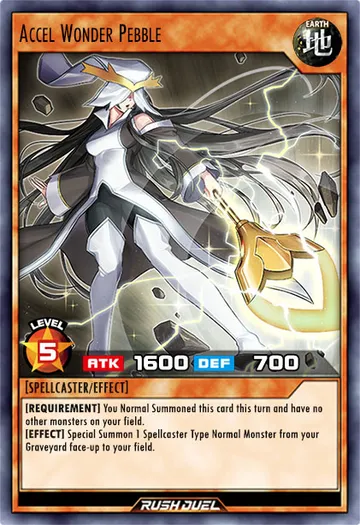 Accel Wonder Pebble
EARTH
地
LEVEL
5
ATK 1600 DEF 700
[SPELLCASTER/EFFECT]
[REQUIREMENT] You Normal Summoned this card this turn and have no
other monsters on your field.
[EFFECT] Special Summon 1 Spellcaster Type Normal Monster from your
Graveyard face-up to your field.
RUSH DUEL